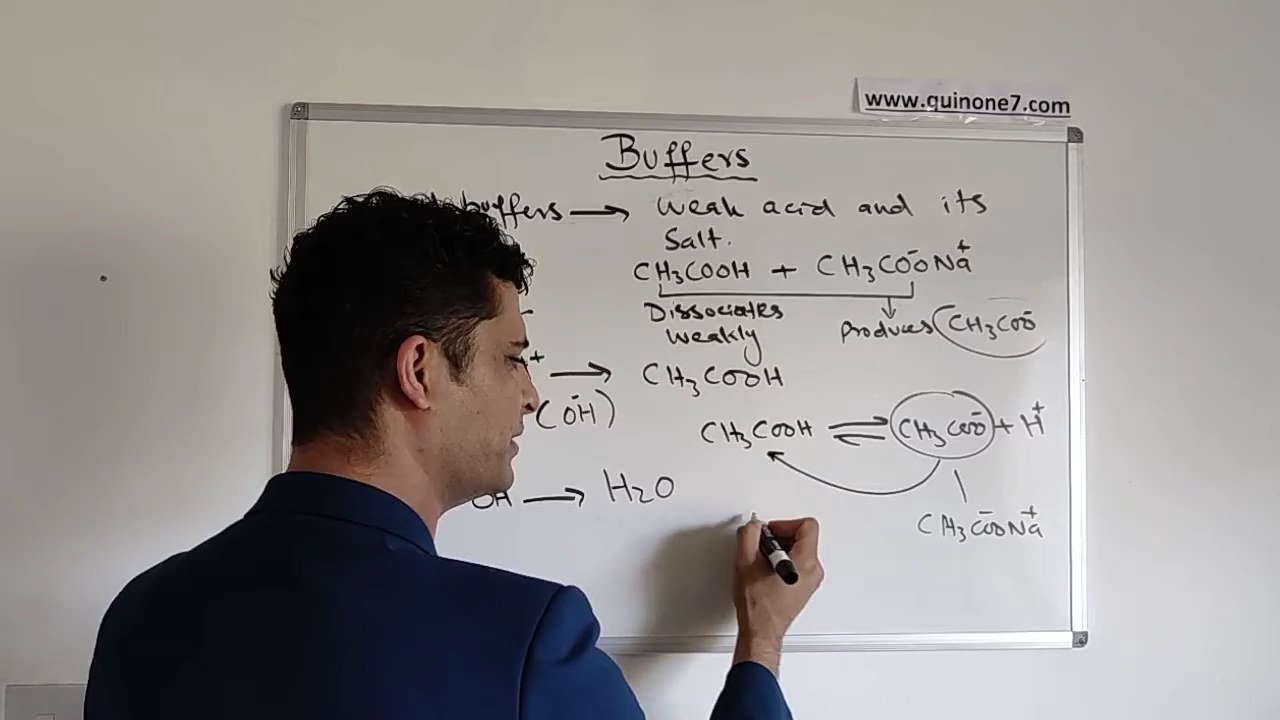 www.quinone7.com
Buffers
buffers → weak acid and its
Salt.
CH₃COOH + CH₃COO⁻Na⁺
Dissociates
weakly
Produces CH₃COO⁻
⁺ → CH₃COOH
(OH⁻)
CH₃COOH ⇌ CH₃COO⁻ + H⁺
OH → H₂O
CH₃COO⁻Na⁺